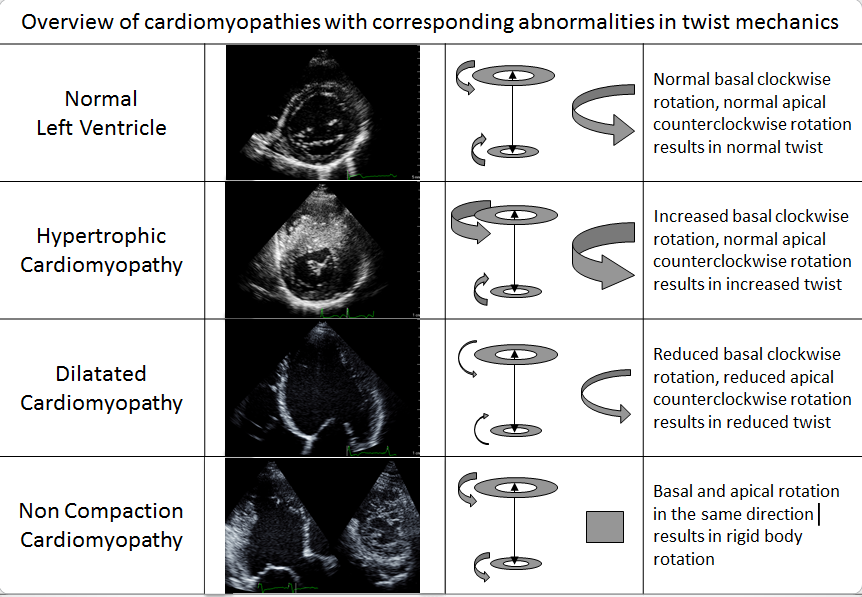 Overview of cardiomyopathies with corresponding abnormalities in twist mechanics
Normal
Left Ventricle
Normal basal clockwise
rotation, normal apical
counterclockwise rotation
results in normal twist
Hypertrophic
Cardiomyopathy
Increased basal clockwise
rotation, normal apical
counterclockwise rotation
results in increased twist
Dilatated
Cardiomyopathy
Reduced basal clockwise
rotation, reduced apical
counterclockwise rotation
results in reduced twist
Non Compaction
Cardiomyopathy
Basal and apical rotation
in the same direction
results in rigid body
rotation